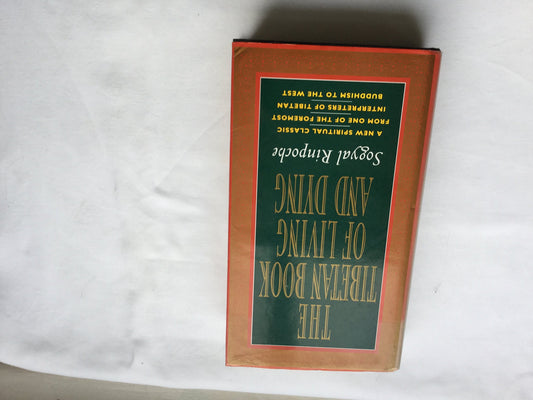 THE
TIBETAN BOOK
OF LIVING
AND DYING
Sogyal Rinpoche
A NEW SPIRITUAL CLASSIC
FROM ONE OF THE FOREMOST
INTERPRETERS OF TIBETAN
BUDDHISM TO THE WEST